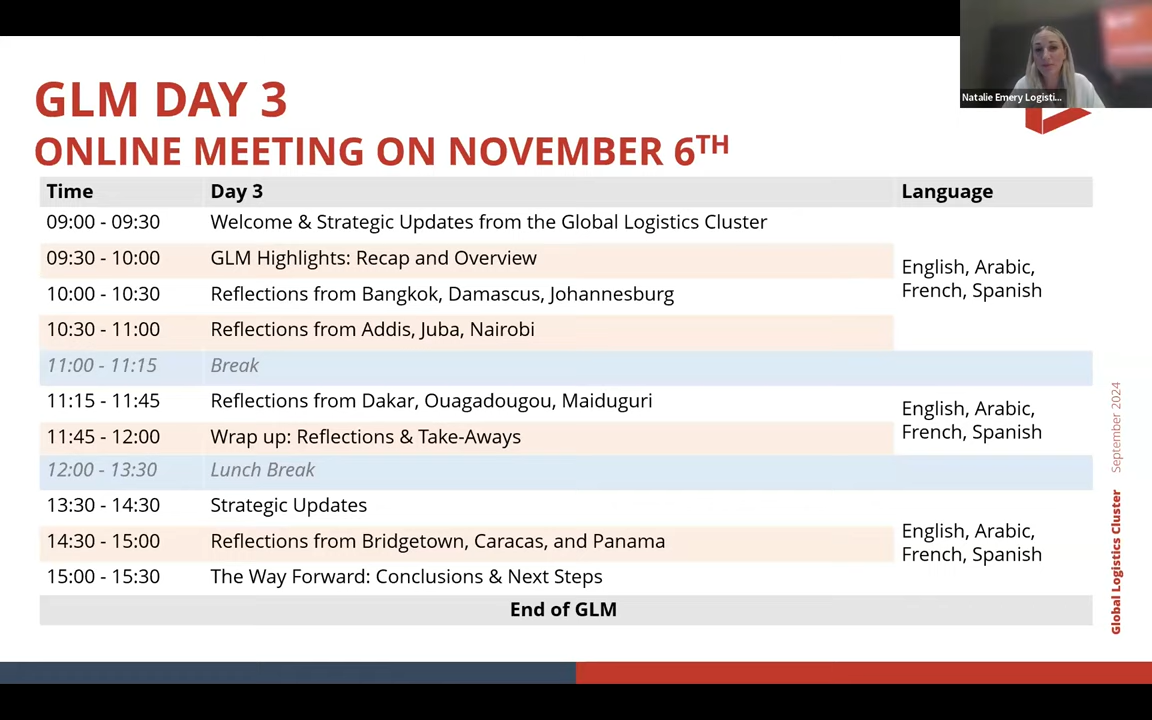 Natalie Emery Logisti...
GLM DAY 3
ONLINE MEETING ON NOVEMBER 6TH
Time Day 3 Language
09:00 - 09:30 Welcome & Strategic Updates from the Global Logistics Cluster
09:30 - 10:00 GLM Highlights: Recap and Overview
10:00 - 10:30 Reflections from Bangkok, Damascus, Johannesburg
10:30 - 11:00 Reflections from Addis, Juba, Nairobi
English, Arabic,
French, Spanish
11:00 - 11:15 Break
11:15 - 11:45 Reflections from Dakar, Ouagadougou, Maiduguri
11:45 - 12:00 Wrap up: Reflections & Take-Aways
English, Arabic,
French, Spanish
12:00 - 13:30 Lunch Break
13:30 - 14:30 Strategic Updates
14:30 - 15:00 Reflections from Bridgetown, Caracas, and Panama
15:00 - 15:30 The Way Forward: Conclusions & Next Steps
English, Arabic,
French, Spanish
End of GLM
Global Logistics Cluster September 2024